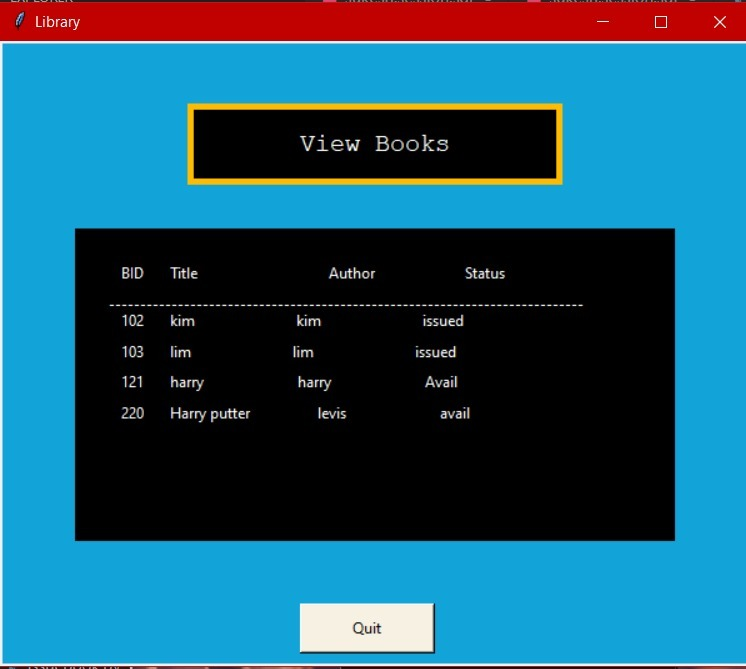 Library
View Books
BID Title Author Status
--------------------------------------------------------------------------------
102 kim kim issued
103 lim lim issued
121 harry harry Avail
220 Harry putter levis avail
Quit